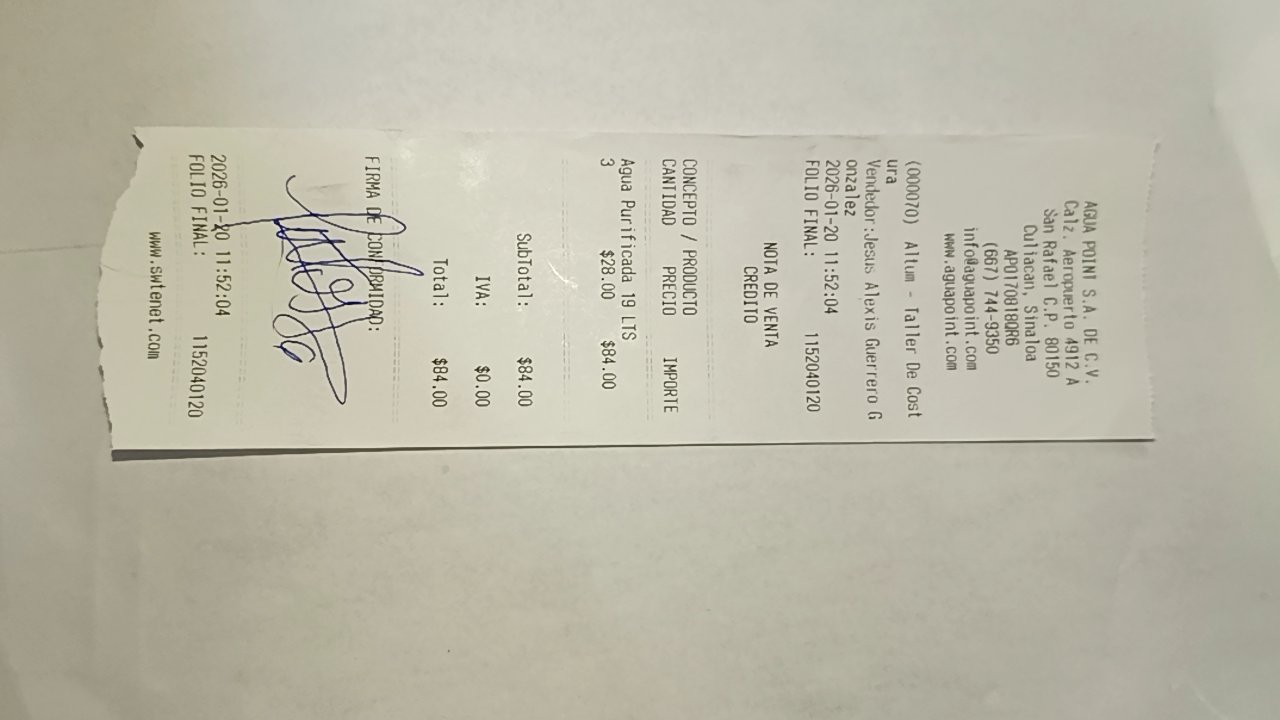 AGUA POINT S.A. DE C.V.
Calz. Aeropuerto 4912 A
San Rafael C.P. 80150
Culiacan, Sinaloa
APO170818QR6
(667) 744-9350
info@aguapoint.com
www.aguapoint.com
(000070) Altum - Taller De Cost
ura
Vendedor:Jesus Alexis Guerrero G
onzalez
2026-01-20 11:52:04
FOLIO FINAL: 1152040120
NOTA DE VENTA
CREDITO
CONCEPTO / PRODUCTO
CANTIDAD PRECIO IMPORTE
Agua Purificada 19 LTS
3 $28.00 $84.00
SubTotal: $84.00
IVA: $0.00
Total: $84.00
FIRMA DE CONFORMIDAD:
2026-01-20 11:52:04
FOLIO FINAL: 1152040120
www.sw1enet.com